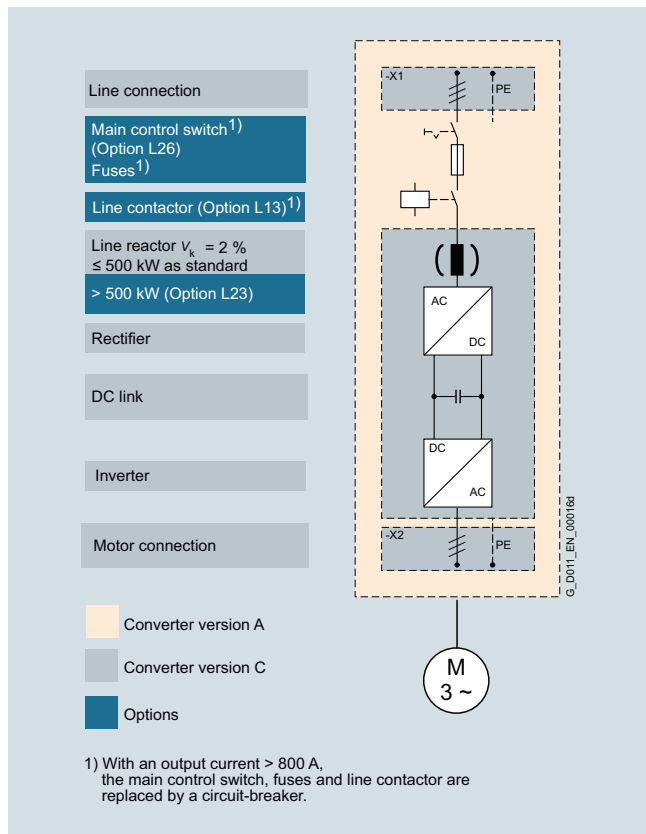 Line connection
Main control switch1)
(Option L26)
Fuses1)
Line contactor (Option L13)1)
Line reactor Vk = 2 %
≤ 500 kW as standard
> 500 kW (Option L23)
Rectifier
DC link
Inverter
Motor connection
-X1
PE
AC
DC
DC
AC
-X2
PE
G_D011_EN_00016d
M
3 ~
Converter version A
Converter version C
Options
1) With an output current > 800 A,
the main control switch, fuses and line contactor are
replaced by a circuit-breaker.